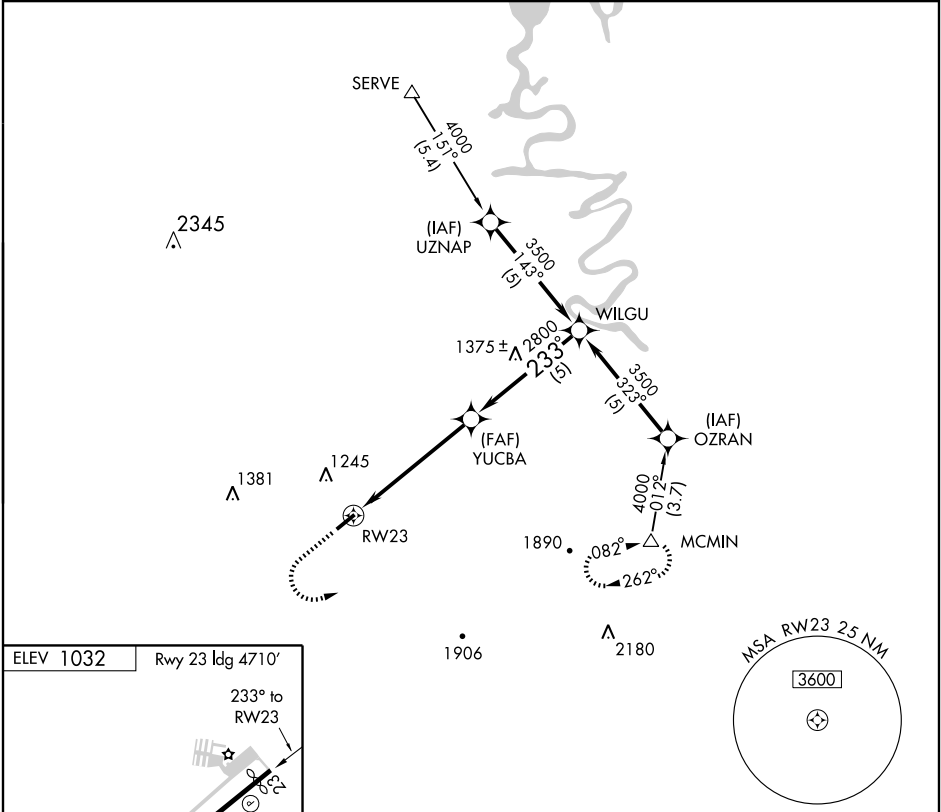 SERVE
4000
151°
(5.4)
2345
(IAF)
UZNAP
3500
143°
(5)
WILGU
1375 ±
2800
233°
(5)
3500
323°
(5)
(IAF)
OZRAN
(FAF)
YUCBA
1245
1381
RW23
4000
012°
(3.7)
1890
082°
MCMIN
262°
1906
2180
MSA RW23 25 NM
3600
ELEV 1032
Rwy 23 ldg 4710'
233° to
RW23
23
P